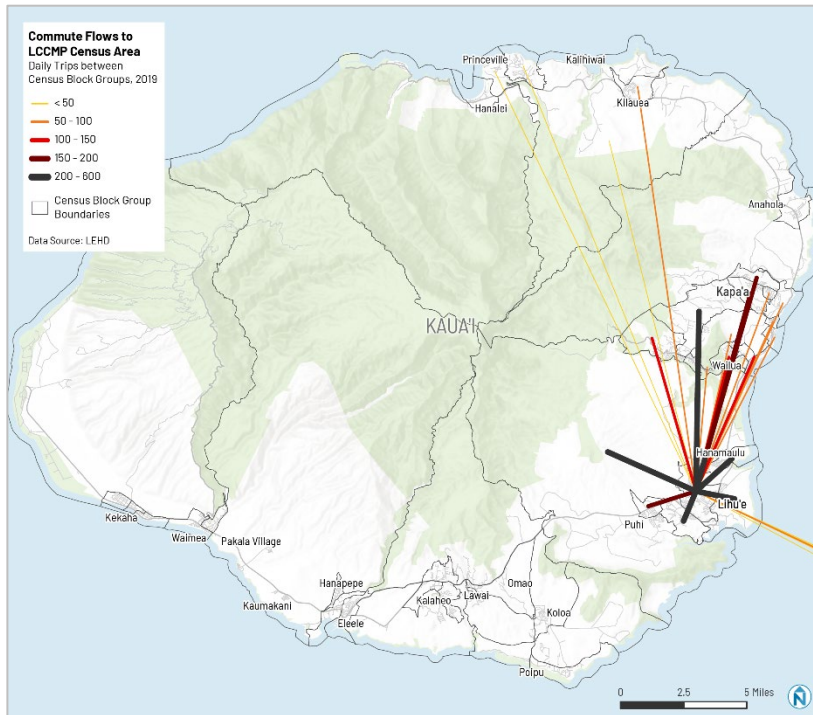 Commute Flows to
LCCMP Census Area
Daily Trips between
Census Block Groups, 2019
< 50
50 - 100
100 - 150
150 - 200
200 - 600
Census Block Group
Boundaries
Data Source: LEHD
Princeville
Kalihiwai
Hanalei
Kilauea
Anahola
Kapa'a
KAUA'I
Wailua
Hanamaulu
Lihu'e
Puhi
Kekaha
Waimea
Pakala Village
Omao
Hanapepe
Lawai
Kalaheo
Kaumakani
Koloa
Eleele
Poipu
0 2.5 5 Miles
N